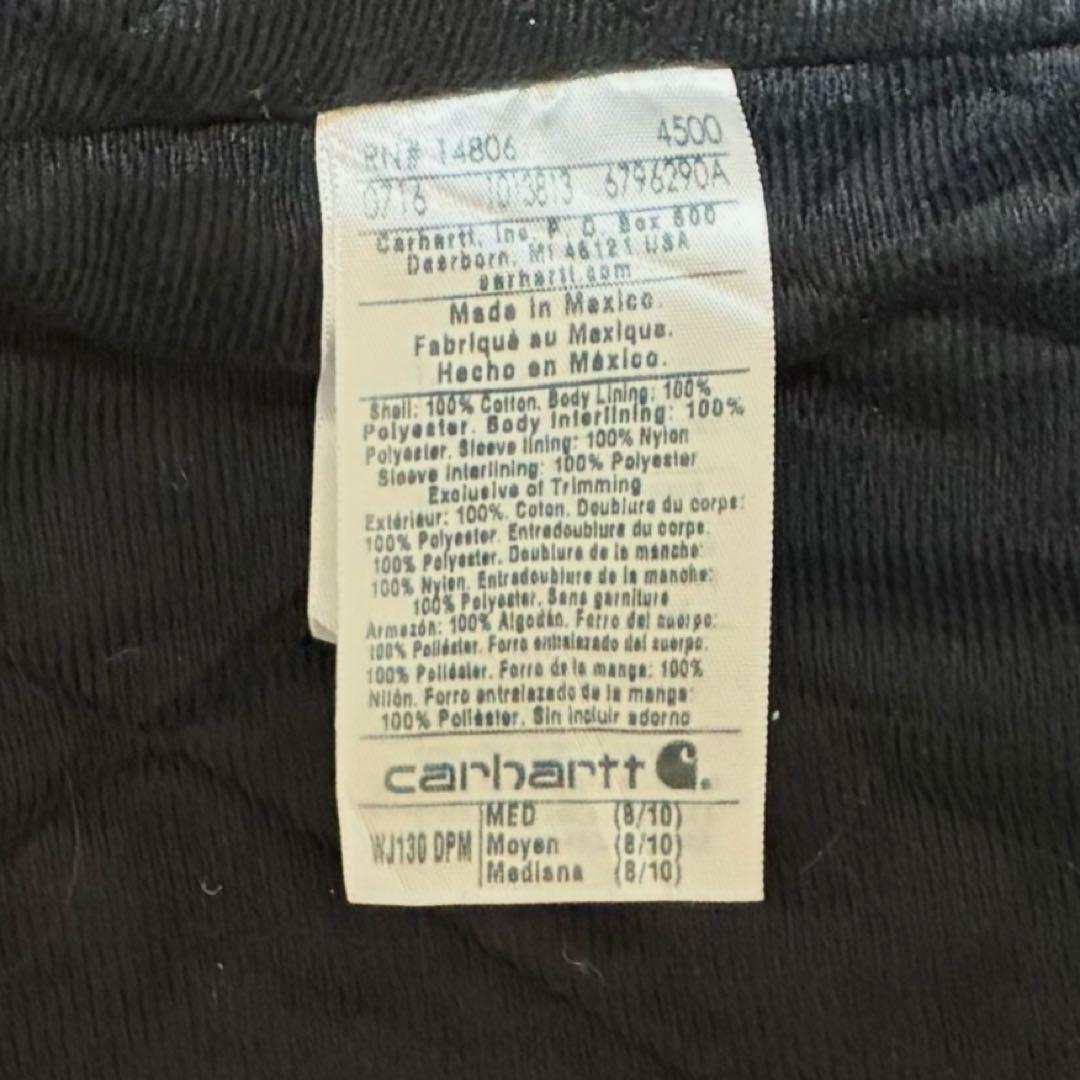 RN# 14806 4500
0716 1013813 6796290A
Carhartt, Inc. P. O. Box 600
Dearborn, MI 48121 USA
carhartt.com
Made in Mexico.
Fabriqué au Mexique.
Hecho en México.
Shell: 100% Cotton. Body Lining: 100%
Polyester. Body Interlining: 100%
Polyester. Sleeve lining: 100% Nylon
Sleeve Interlining: 100% Polyester
Exclusive of Trimming
Extérieur: 100%. Coton. Doublure du corps:
100% Polyester. Entredoublure du corps.
100% Polyester. Doublure de la manche:
100% Nylon. Entradoublure de la manche:
100% Polyester. Sans garniture
Armazón: 100% Algodón. Forro del cuerpo:
100% Poliéster. Forro entrelazado del cuerpo.
100% Poliéster. Forro de la manga: 100%
Nilón. Forro entrelazado de la manga:
100% Poliéster. Sin incluir adorno
carhartt
WJ130 DPM
MED (8/10)
Moyen (8/10)
Mediana (8/10)